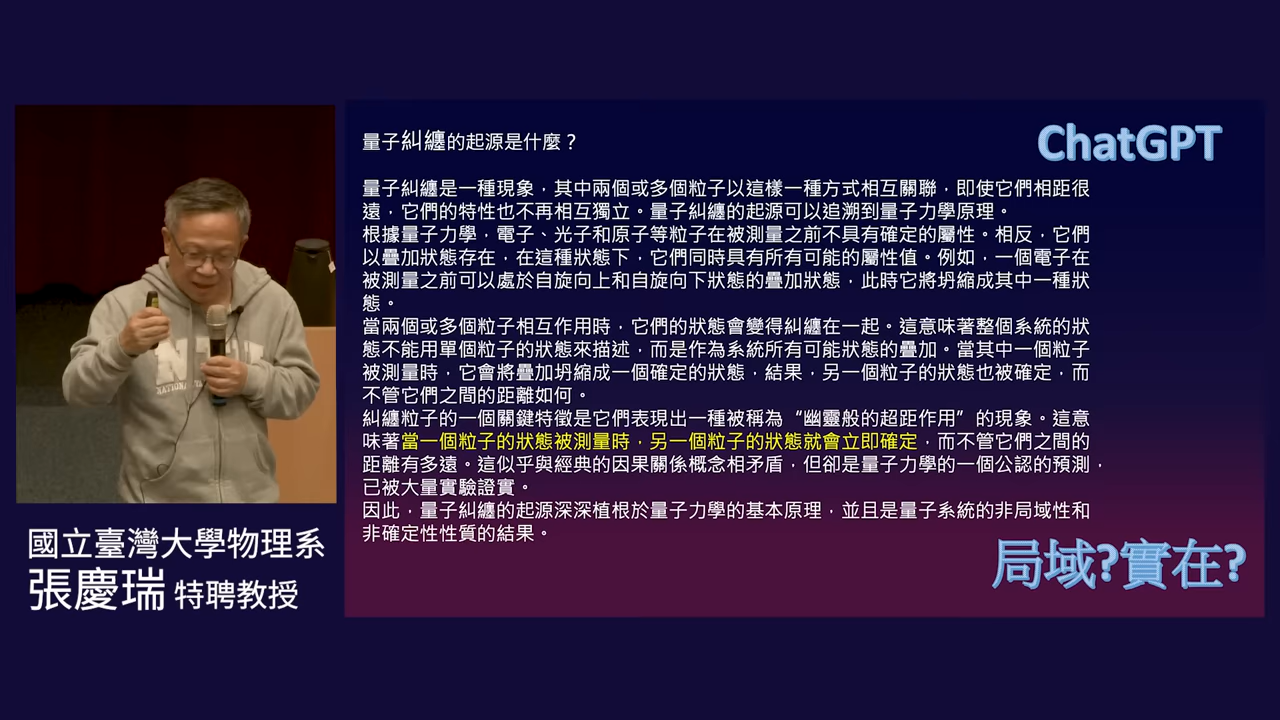 量子糾纏的起源是什麼？
ChatGPT
量子糾纏是一種現象，其中兩個或多個粒子以這樣一種方式相互關聯，即使它們相距很
遠，它們的特性也不再相互獨立。量子糾纏的起源可以追溯到量子力學原理。
根據量子力學，電子、光子和原子等粒子在被測量之前不具有確定的屬性。相反，它們
以疊加狀態存在，在這種狀態下，它們同時具有所有可能的屬性值。例如，一個電子在
被測量之前可以處於自旋向上和自旋向下狀態的疊加狀態，此時它將坍縮成其中一種狀
態。
當兩個或多個粒子相互作用時，它們的狀態會變得糾纏在一起。這意味著整個系統的狀
態不能用單個粒子的狀態來描述，而是作為系統所有可能狀態的疊加。當其中一個粒子
被測量時，它會將疊加坍縮成一個確定的狀態，結果，另一個粒子的狀態也被確定，而
不管它們之間的距離如何。
糾纏粒子的一個關鍵特徵是它們表現出一種被稱為“幽靈般的超距作用”的現象。這意
味著當一個粒子的狀態被測量時，另一個粒子的狀態就會立即確定，而不管它們之間的
距離有多遠。這似乎與經典的因果關係概念相矛盾，但卻是量子力學的一個公認的預測，
已被大量實驗證實。
因此，量子糾纏的起源深深植根於量子力學的基本原理，並且是量子系統的非局域性和
非確定性性質的結果。
局域?實在?
國立臺灣大學物理系
張慶瑞 特聘教授